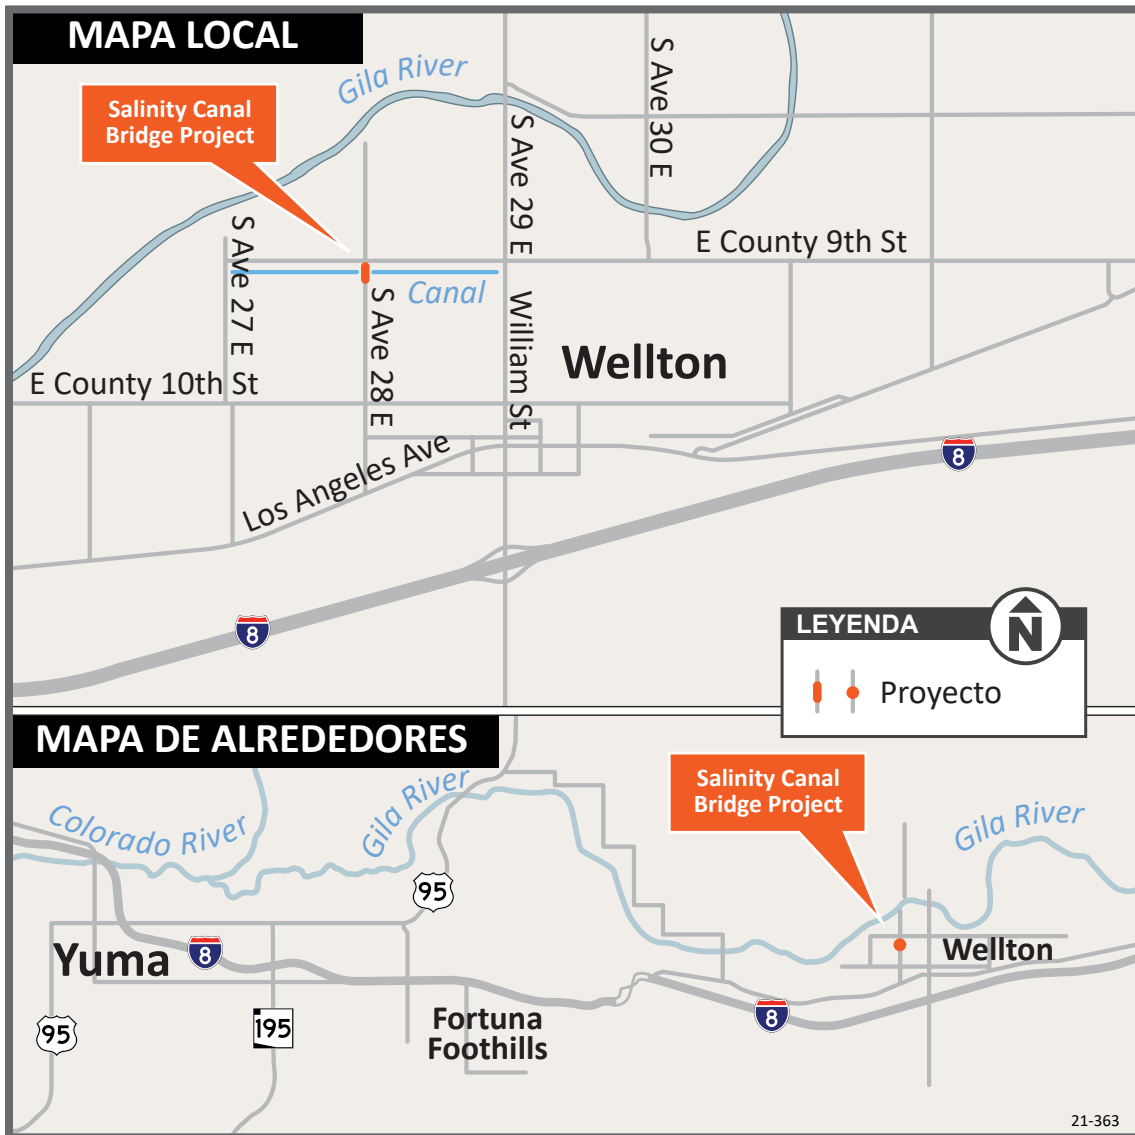 MAPA LOCAL
Gila River
Salinity Canal
Bridge Project
S Ave 30 E
S Ave 29 E
S Ave 27 E
E County 9th St
Canal
S Ave 28 E
William St
Wellton
E County 10th St
Los Angeles Ave
8
8
LEYENDA
N
Proyecto
MAPA DE ALREDEDORES
Salinity Canal
Bridge Project
Colorado River
Gila River
Gila River
95
Yuma
8
Wellton
95
195
Fortuna
Foothills
8
21-363